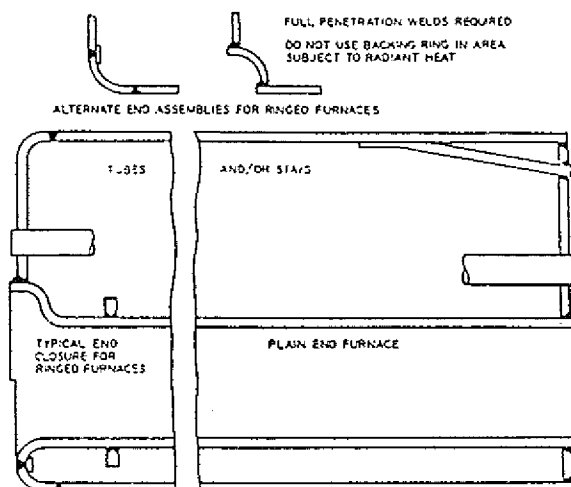 FULL PENETRATION WELDS REQUIRED
DO NOT USE BACKING RING IN AREA
SUBJECT TO RADIANT HEAT
ALTERNATE END ASSEMBLIES FOR RINGED FURNACES
TUBES AND/OR STAYS
TYPICAL END
CLOSURE FOR
RINGED FURNACES
PLAIN END FURNACE